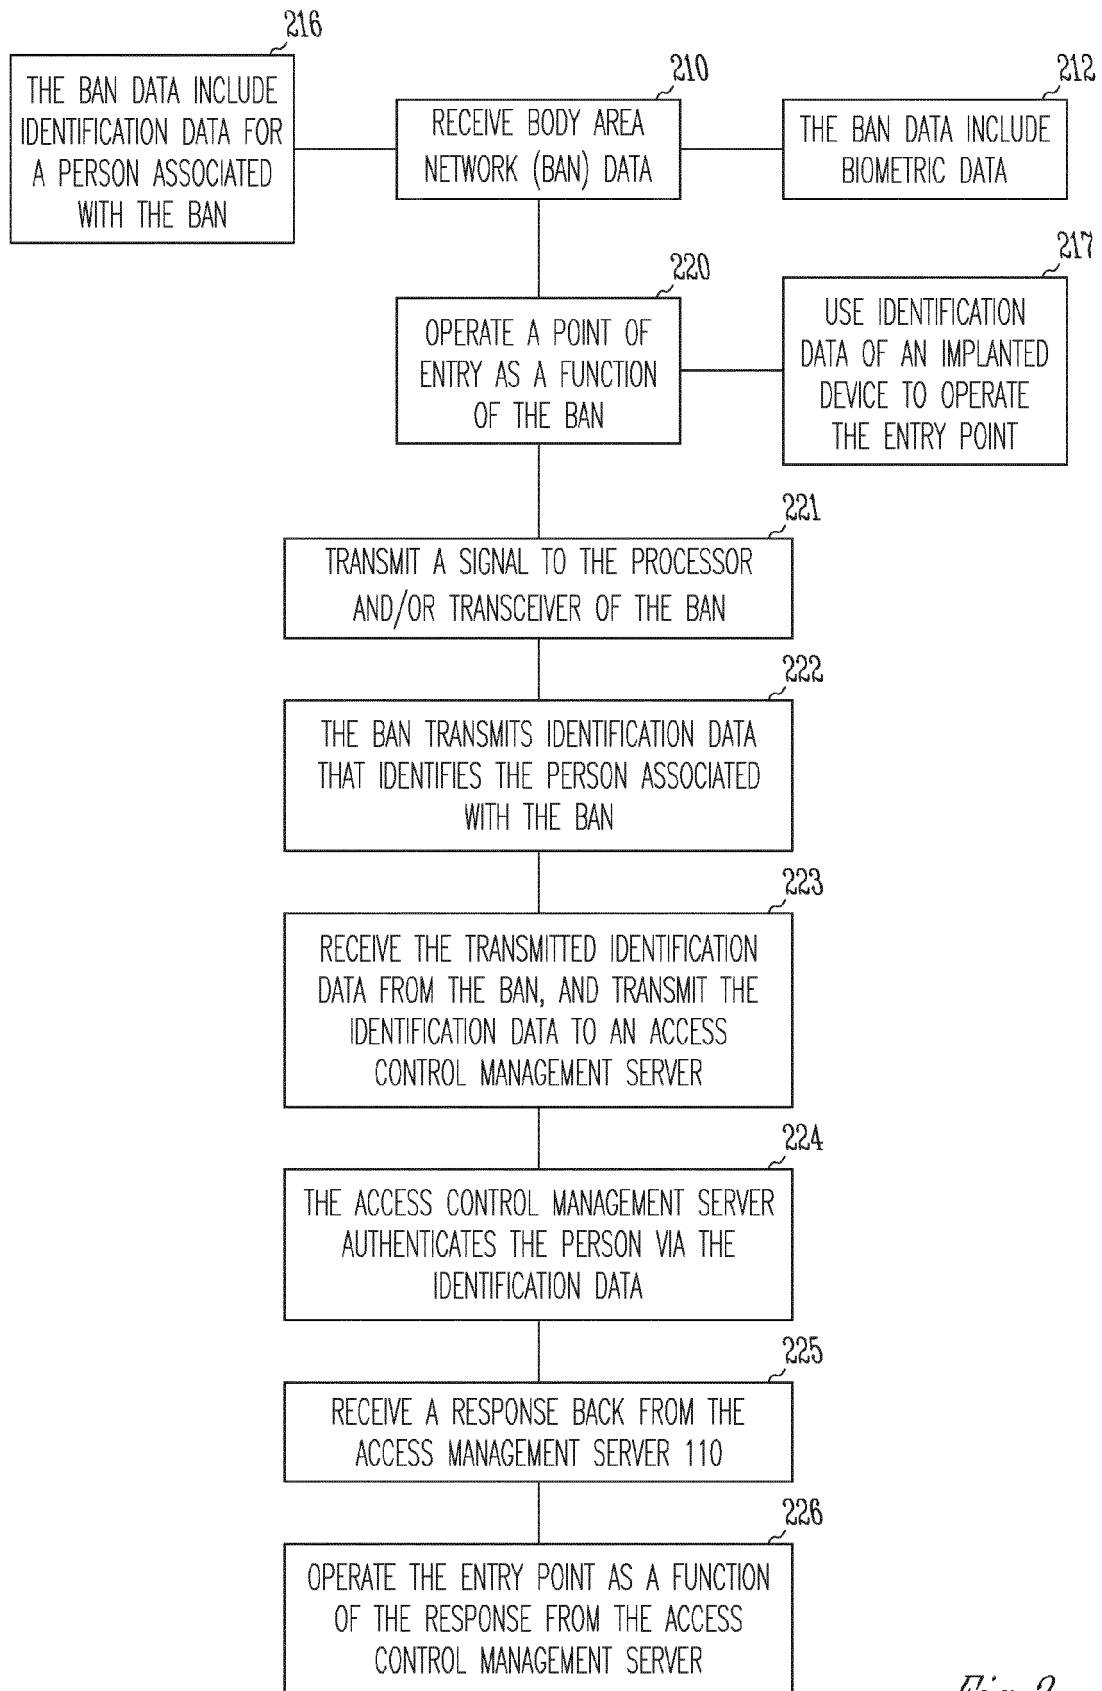 216
THE BAN DATA INCLUDE
IDENTIFICATION DATA FOR
A PERSON ASSOCIATED
WITH THE BAN
210
RECEIVE BODY AREA
NETWORK (BAN) DATA
212
THE BAN DATA INCLUDE
BIOMETRIC DATA
220
OPERATE A POINT OF
ENTRY AS A FUNCTION
OF THE BAN
217
USE IDENTIFICATION
DATA OF AN IMPLANTED
DEVICE TO OPERATE
THE ENTRY POINT
221
TRANSMIT A SIGNAL TO THE PROCESSOR
AND/OR TRANSCEIVER OF THE BAN
222
THE BAN TRANSMITS IDENTIFICATION DATA
THAT IDENTIFIES THE PERSON ASSOCIATED
WITH THE BAN
223
RECEIVE THE TRANSMITTED IDENTIFICATION
DATA FROM THE BAN, AND TRANSMIT THE
IDENTIFICATION DATA TO AN ACCESS
CONTROL MANAGEMENT SERVER
224
THE ACCESS CONTROL MANAGEMENT SERVER
AUTHENTICATES THE PERSON VIA THE
IDENTIFICATION DATA
225
RECEIVE A RESPONSE BACK FROM THE
ACCESS MANAGEMENT SERVER 110
226
OPERATE THE ENTRY POINT AS A FUNCTION
OF THE RESPONSE FROM THE ACCESS
CONTROL MANAGEMENT SERVER